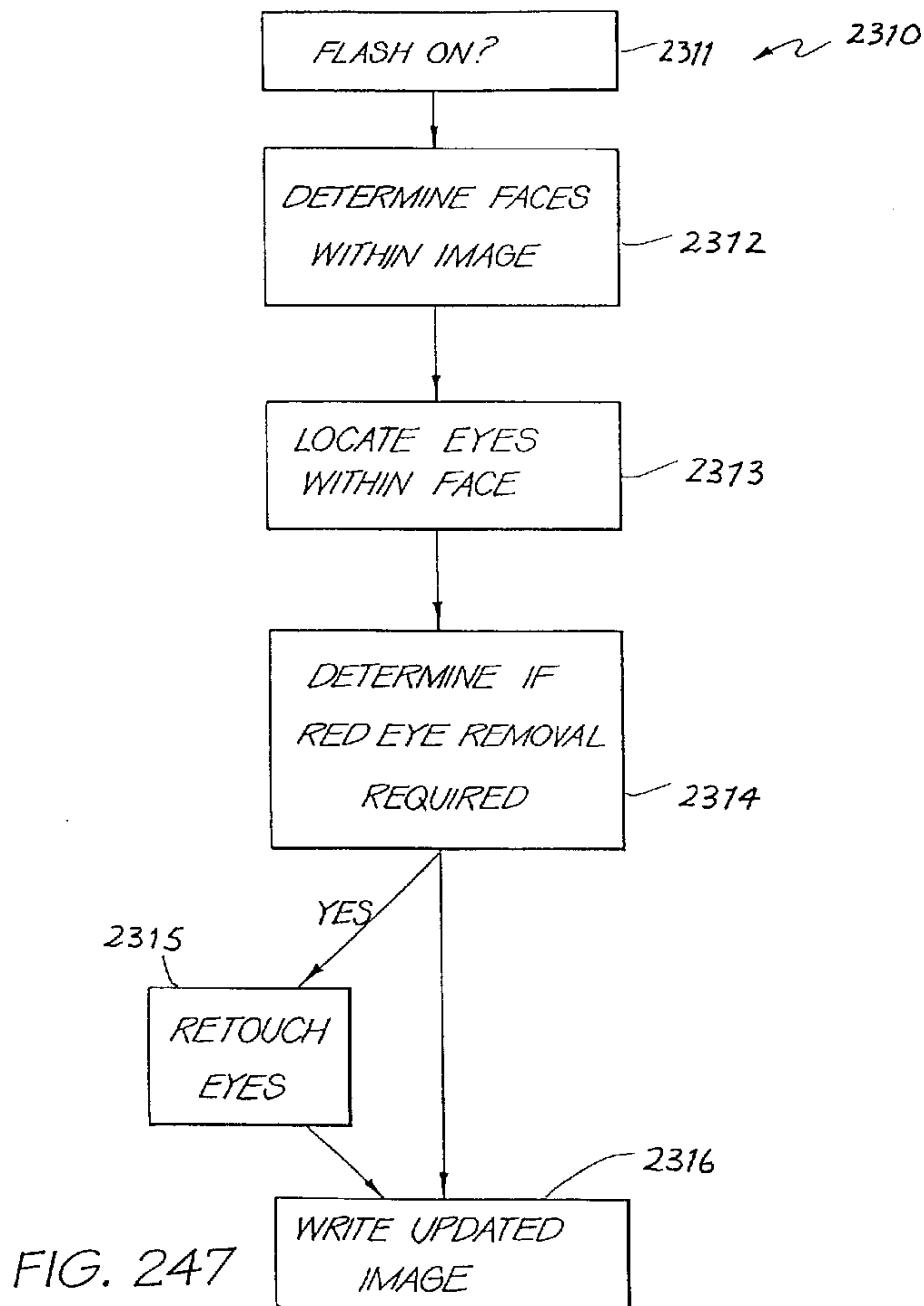 FLASH ON?
2311
2310
DETERMINE FACES
WITHIN IMAGE
2312
LOCATE EYES
WITHIN FACE
2313
DETERMINE IF
RED EYE REMOVAL
REQUIRED
2314
YES
2315
RETOUCH
EYES
2316
WRITE UPDATED
IMAGE
FIG. 247